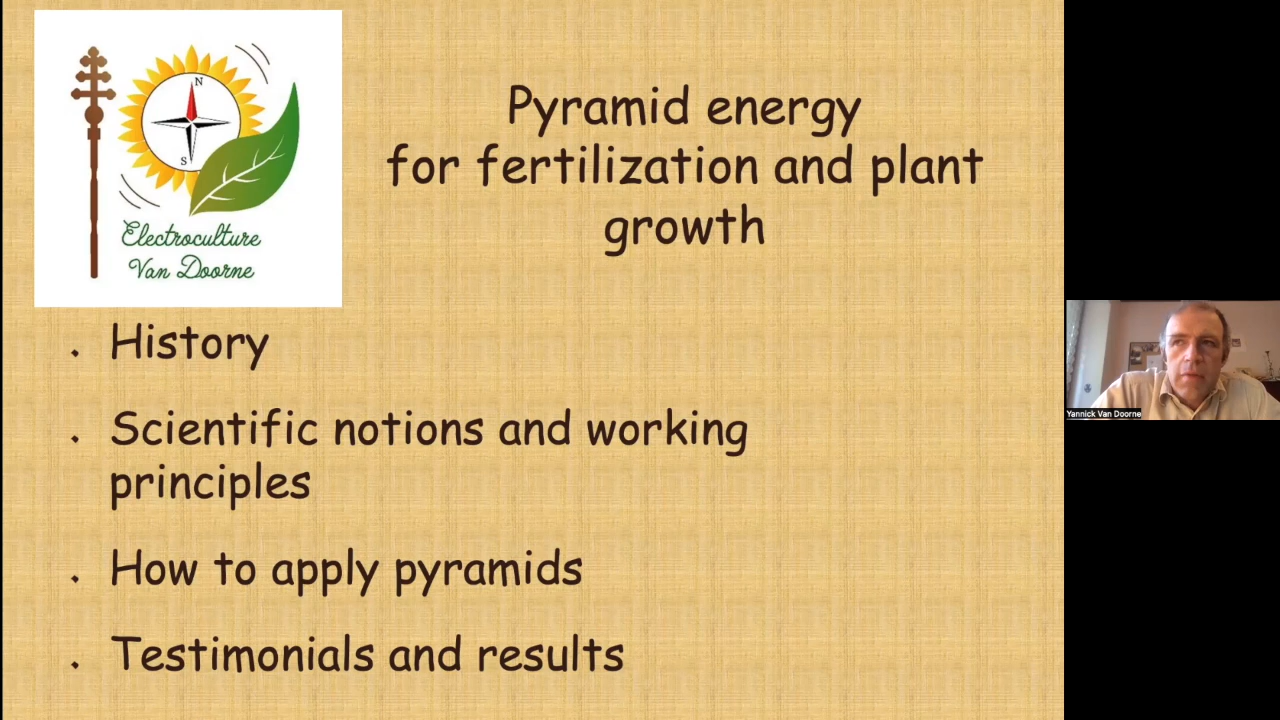 N
S
Electroculture
Van Doorne
Pyramid energy
for fertilization and plant
growth
. History
. Scientific notions and working
principles
. How to apply pyramids
. Testimonials and results
Yannick Van Doorne